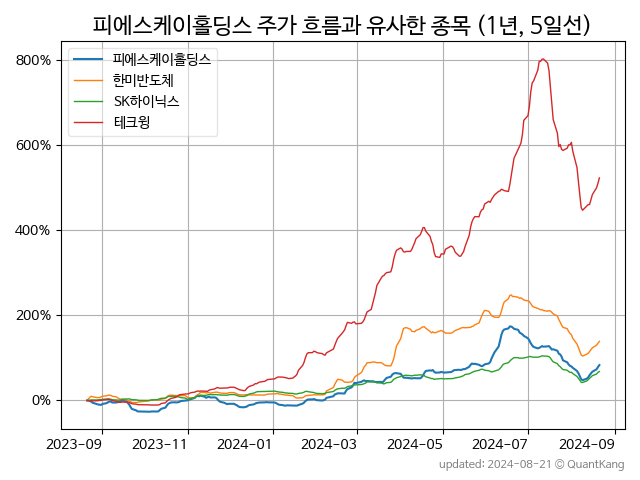 피에스케이홀딩스 주가 흐름과 유사한 종목 (1년, 5일선)
피에스케이홀딩스
한미반도체
SK하이닉스
테크윙
800%
600%
400%
200%
0%
2023-09 2023-11 2024-01 2024-03 2024-05 2024-07 2024-09
updated: 2024-08-21 © QuantKang